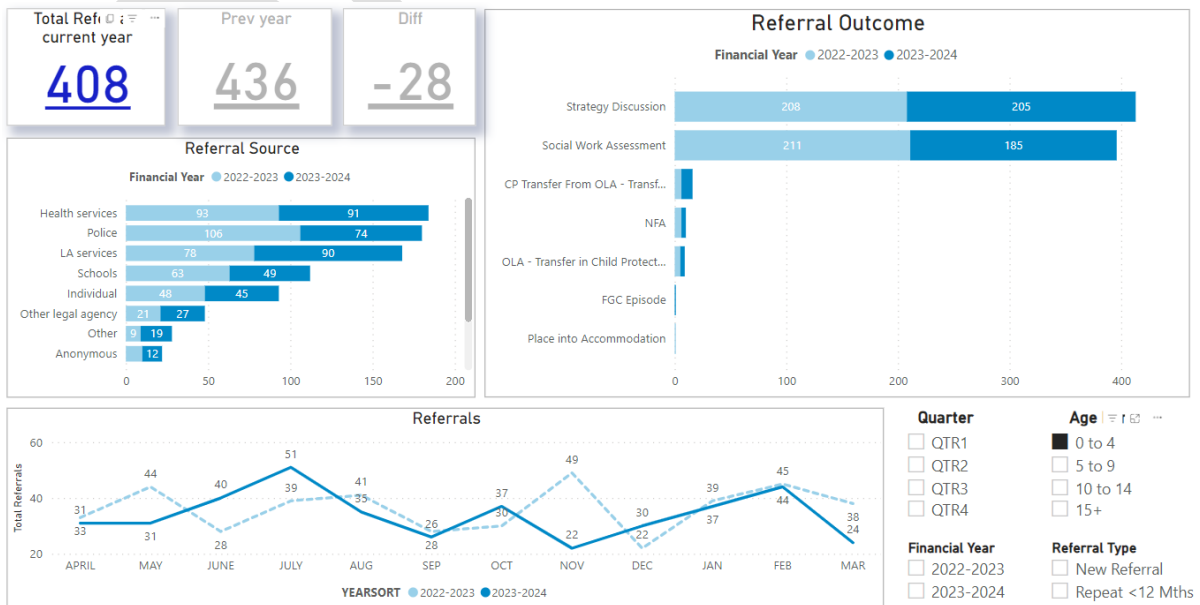 Total Ref
current year
408
Prev year
436
Diff
-28
Referral Outcome
Financial Year 2022-2023 2023-2024
Strategy Discussion 208 205
Social Work Assessment 211 185
CP Transfer From OLA - Transf...
NFA
OLA - Transfer in Child Protect...
FGC Episode
Place into Accommodation
0 100 200 300 400
Referral Source
Financial Year 2022-2023 2023-2024
Health services 93 91
Police 106 74
LA services 78 90
Schools 63 49
Individual 48 45
Other legal agency 21 27
Other 9 19
Anonymous 12
0 50 100 150 200
Referrals
Total Referrals
60
40
20
31 44 40 51 41 26 37 49 30 39 45 38
33 31 28 39 35 28 30 22 22 37 44 24
APRIL MAY JUNE JULY AUG SEP OCT NOV DEC JAN FEB MAR
YEARSORT 2022-2023 2023-2024
Quarter
QTR1
QTR2
QTR3
QTR4
Age
0 to 4
5 to 9
10 to 14
15+
Financial Year
2022-2023
2023-2024
Referral Type
New Referral
Repeat <12 Mths